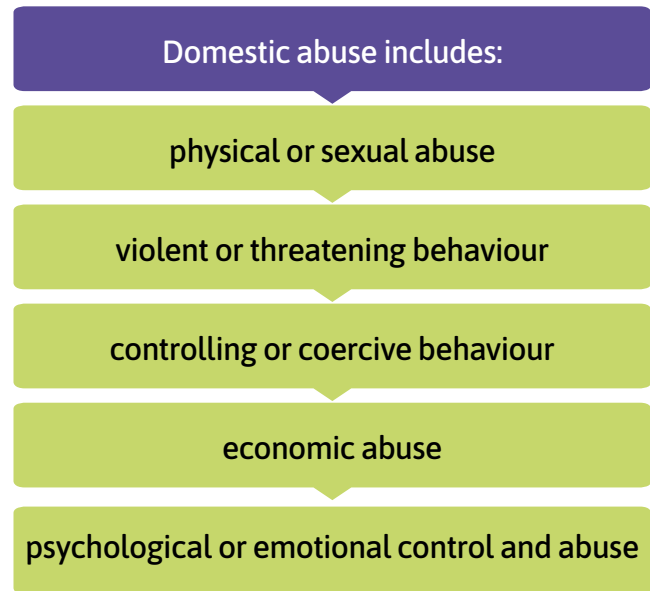 Domestic abuse includes:
physical or sexual abuse
violent or threatening behaviour
controlling or coercive behaviour
economic abuse
psychological or emotional control and abuse